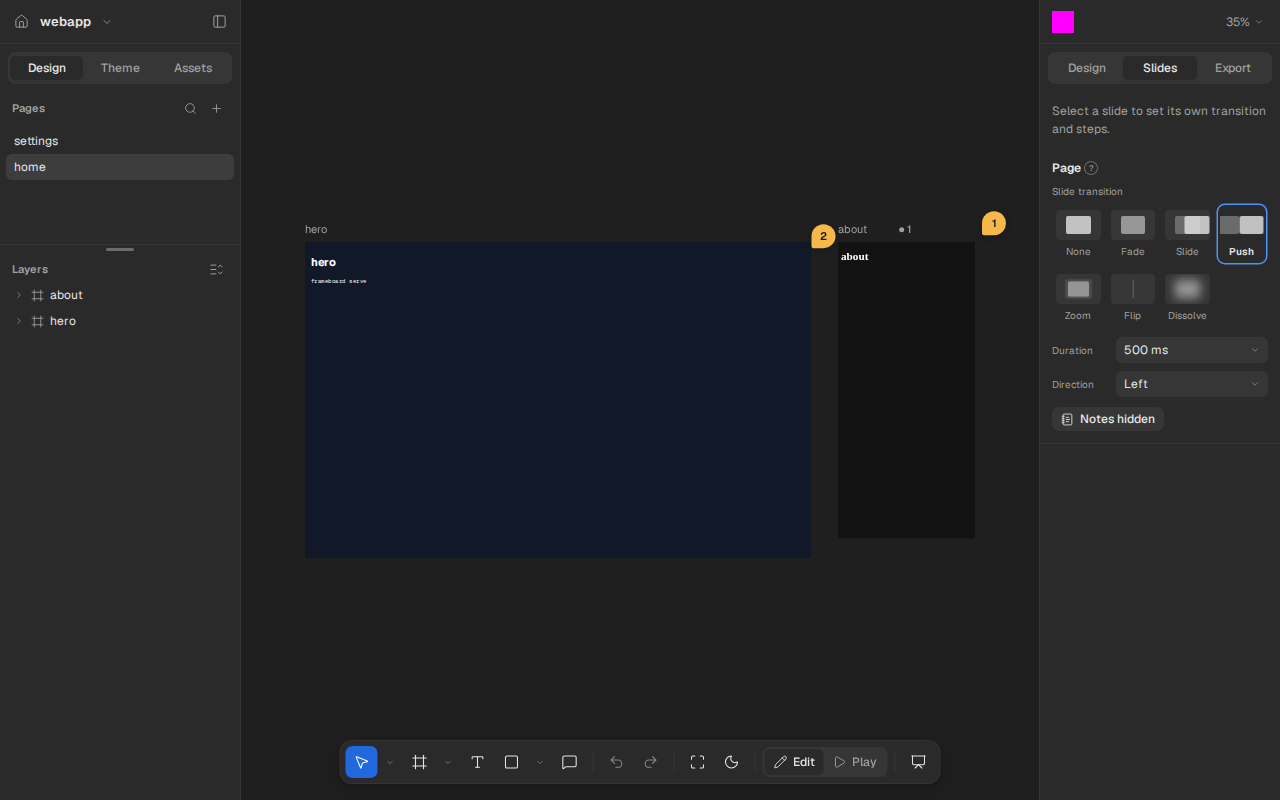 webapp
Design
Theme
Assets
Pages
settings
home
Layers
about
hero
hero
2
about
1
1
hero
frameboard serve
about
Edit
Play
35%
Design
Slides
Export
Select a slide to set its own transition
and steps.
Page ?
Slide transition
None
Fade
Slide
Push
Zoom
Flip
Dissolve
Duration
500 ms
Direction
Left
Notes hidden